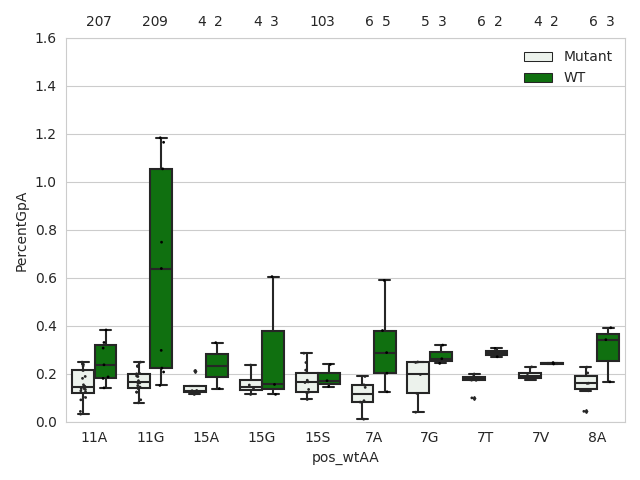 207 209 4 2 4 3 103 6 5 5 3 6 2 4 2 6 3
1.6
Mutant
WT
1.4
1.2
1.0
0.8
0.6
0.4
0.2
0.0
PercentGpA
11A 11G 15A 15G 15S 7A 7G 7T 7V 8A
pos_wtAA